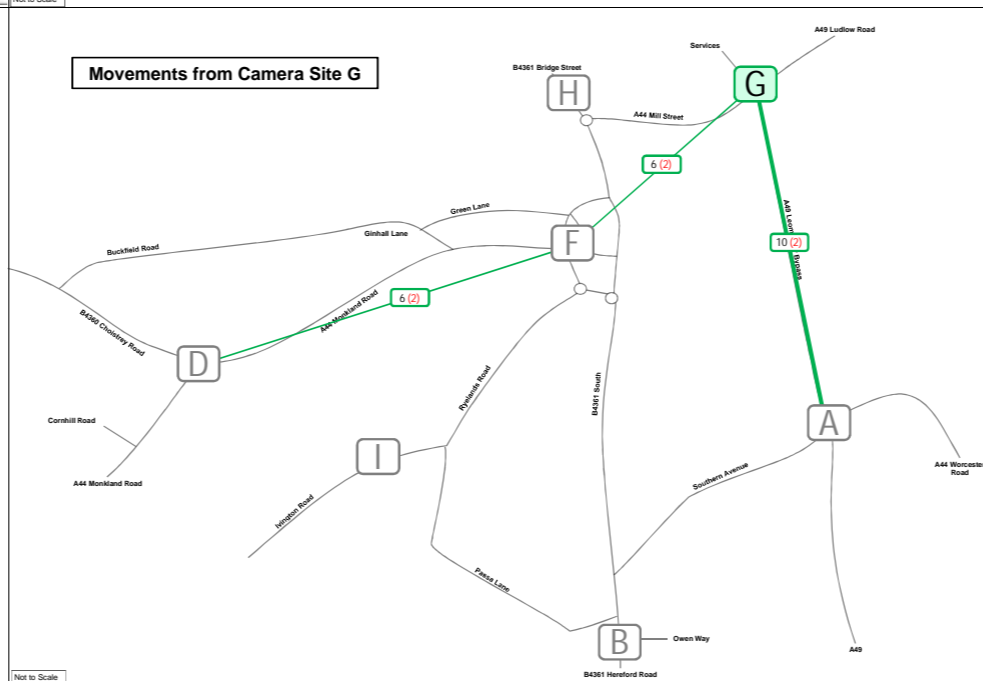 Not to Scale
Movements from Camera Site G
A49 Ludlow Road
Services
G
B4361 Bridge Street
H
A44 Mill Street
6 (2)
Green Lane
Ginhall Lane
F
Buckfield Road
A49 Leom
10 (2)
Bypass
6 (2)
A44 Monkland Road
B4360 Cholstrey Road
D
Ryelands Road
B4361 South
Cornhill Road
A
I
A44 Worcester
Road
A44 Monkland Road
Southern Avenue
Ivington Road
Passa Lane
B
Owen Way
A49
B4361 Hereford Road
Not to Scale